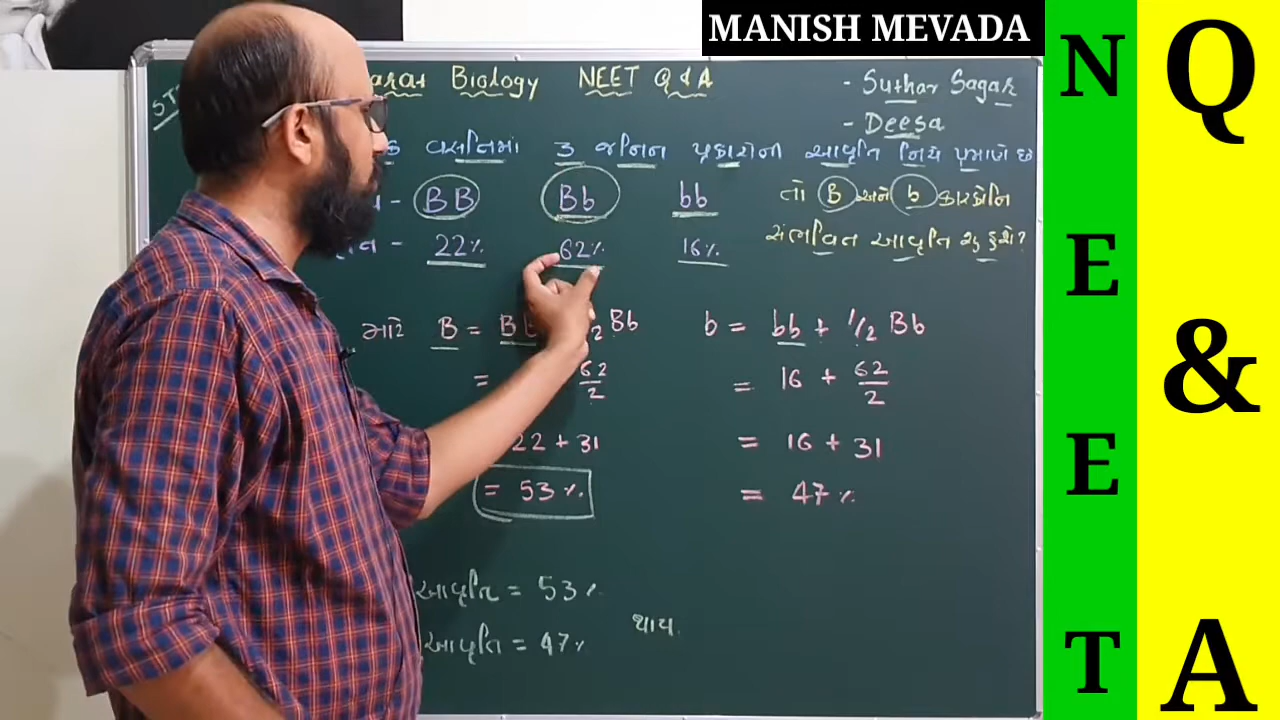 MANISH MEVADA
NEET
Q&A
Biology NEET Q & A
- Suthar Sagar
- Deesa
વસતિમાં 3 જનિન પ્રકારોની આવૃતિ નિચે પ્રમાણે છે
- BB Bb bb
- 22% 62% 16%
તો B અને b કારકોની
સંભવિત આવૃતિ શું હશે?
માટે B = BB 2 Bb
b = bb + 1/2 Bb
= 62/2
= 16 + 62/2
22 + 31
= 16 + 31
= 53%
= 47%
આવૃતિ = 53%
આવૃતિ = 47% થાય.